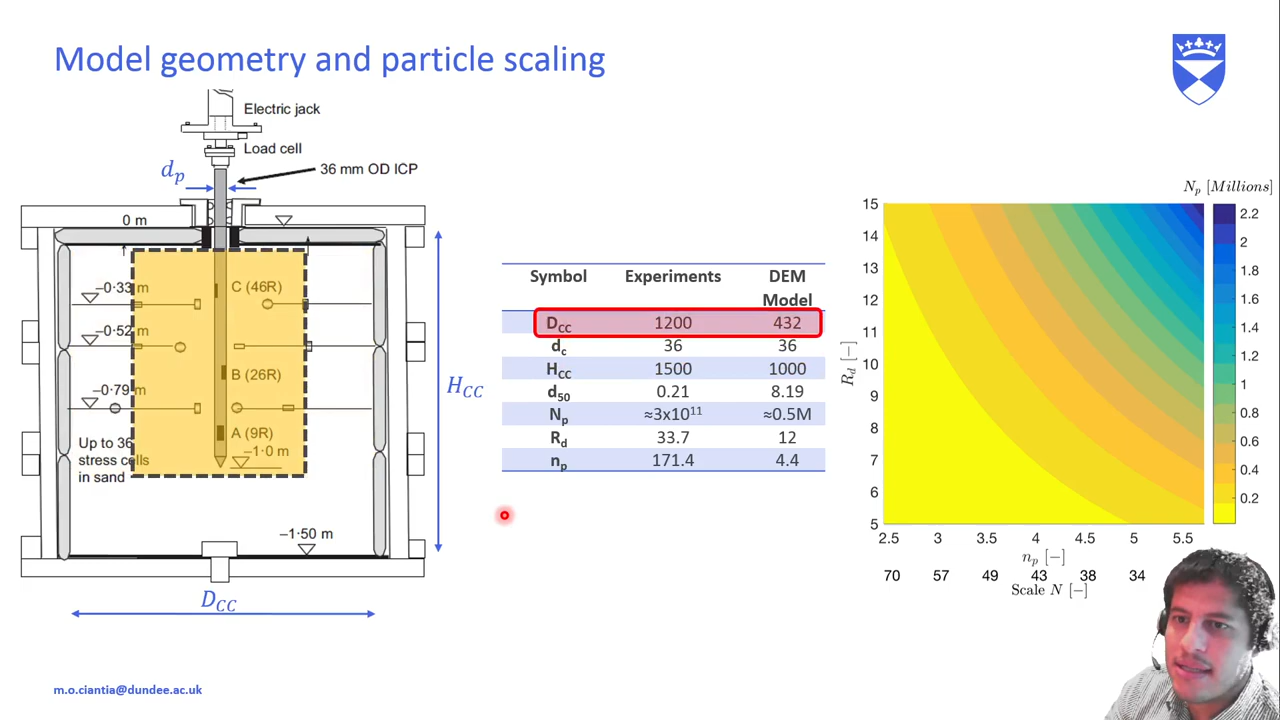 Model geometry and particle scaling
Electric jack
Load cell
36 mm OD ICP
d_p
0 m
–0·33 m
C (46R)
–0·52 m
B (26R)
–0·79 m
A (9R)
–1·0 m
Up to 36
stress cells
in sand
–1·50 m
H_CC
D_CC
Symbol Experiments DEM Model
D_CC 1200 432
d_c 36 36
H_CC 1500 1000
d_50 0.21 8.19
N_p ≈3x10^11 ≈0.5M
R_d 33.7 12
n_p 171.4 4.4
N_p [Millions]
15
14
13
12
11
10
9
8
7
6
5
R_d [−]
2.5 3 3.5 4 4.5 5 5.5
n_p [−]
70 57 49 43 38 34
Scale N [−]
2.2
2
1.8
1.6
1.4
1.2
1
0.8
0.6
0.4
0.2
m.o.ciantia@dundee.ac.uk